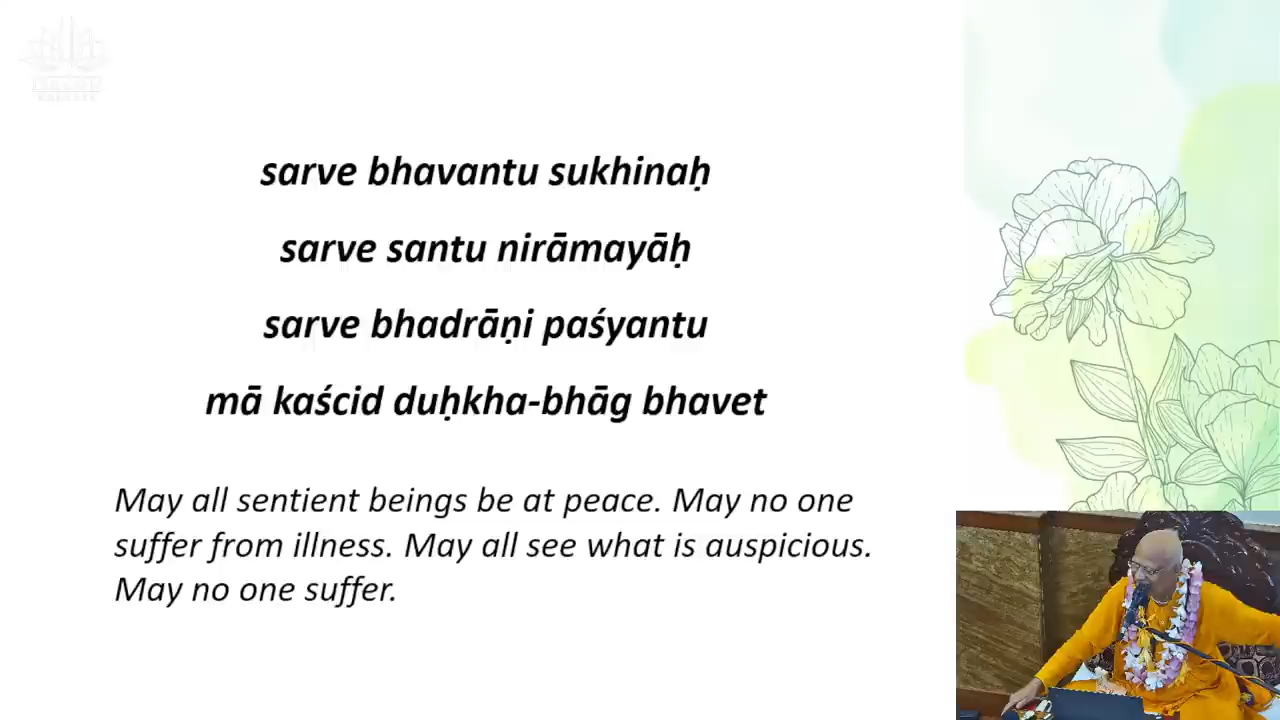 sarve bhavantu sukhinaḥ
sarve santu nirāmayāḥ
sarve bhadrāṇi paśyantu
mā kaścid duḥkha-bhāg bhavet
May all sentient beings be at peace. May no one
suffer from illness. May all see what is auspicious.
May no one suffer.